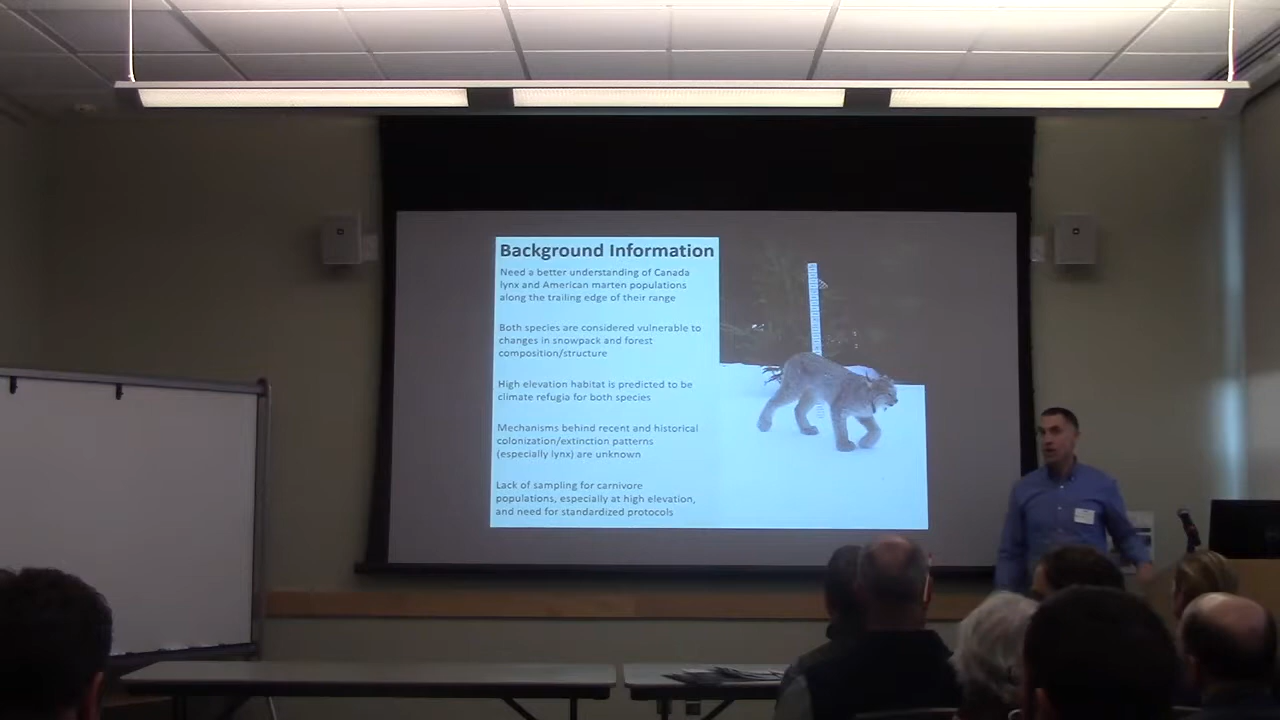 Background Information
Need a better understanding of Canada
lynx and American marten populations
along the trailing edge of their range
Both species are considered vulnerable to
changes in snowpack and forest
composition/structure
High elevation habitat is predicted to be
climate refugia for both species
Mechanisms behind recent and historical
colonization/extinction patterns
(especially lynx) are unknown
Lack of sampling for carnivore
populations, especially at high elevation,
and need for standardized protocols